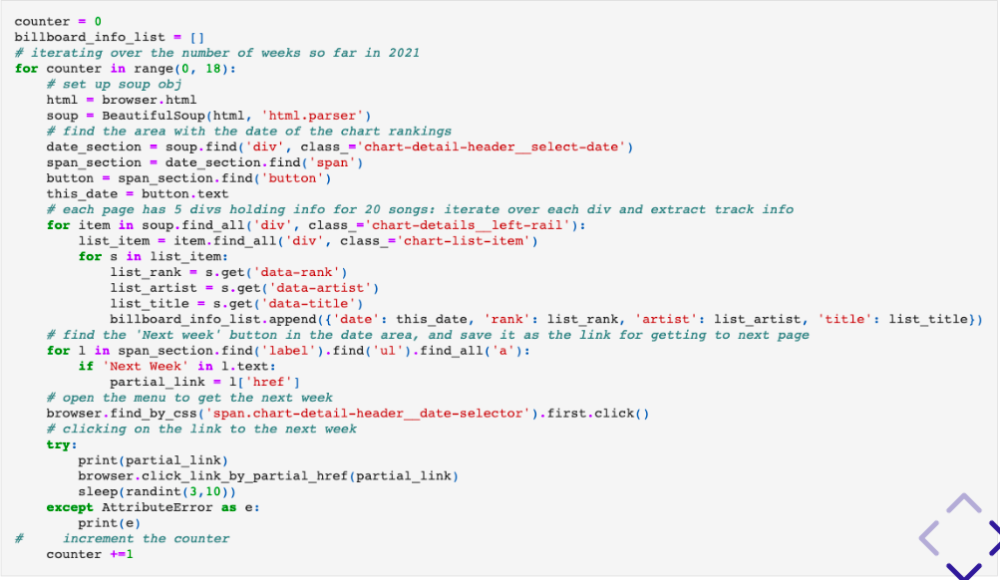 counter = 0
billboard_info_list = []
# iterating over the number of weeks so far in 2021
for counter in range(0, 18):
    # set up soup obj
    html = browser.html
    soup = BeautifulSoup(html, 'html.parser')
    # find the area with the date of the chart rankings
    date_section = soup.find('div', class_='chart-detail-header__select-date')
    span_section = date_section.find('span')
    button = span_section.find('button')
    this_date = button.text
    # each page has 5 divs holding info for 20 songs: iterate over each div and extract track info
    for item in soup.find_all('div', class_='chart-details__left-rail'):
        list_item = item.find_all('div', class_='chart-list-item')
        for s in list_item:
            list_rank = s.get('data-rank')
            list_artist = s.get('data-artist')
            list_title = s.get('data-title')
            billboard_info_list.append({'date': this_date, 'rank': list_rank, 'artist': list_artist, 'title': list_title})
    # find the 'Next week' button in the date area, and save it as the link for getting to next page
    for l in span_section.find('label').find('ul').find_all('a'):
        if 'Next Week' in l.text:
            partial_link = l['href']
    # open the menu to get the next week
    browser.find_by_css('span.chart-detail-header__date-selector').first.click()
    # clicking on the link to the next week
    try:
        print(partial_link)
        browser.click_link_by_partial_href(partial_link)
        sleep(randint(3,10))
    except AttributeError as e:
        print(e)
#     increment the counter
    counter +=1